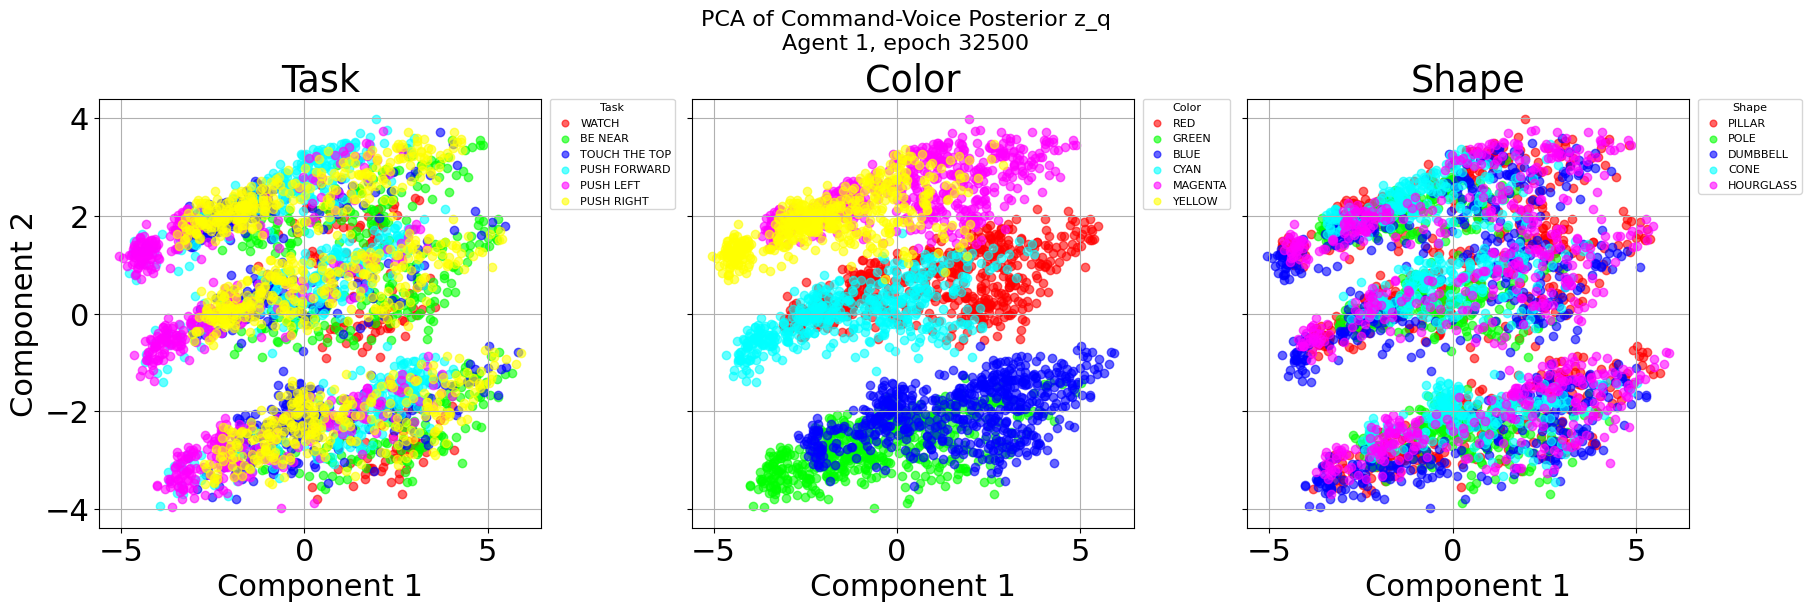 PCA of Command-Voice Posterior z_q
Agent 1, epoch 32500
Task
Color
Shape
Component 2
4
2
0
−2
−4
−5
0
5
Component 1
Task
WATCH
BE NEAR
TOUCH THE TOP
PUSH FORWARD
PUSH LEFT
PUSH RIGHT
−5
0
5
Component 1
Color
RED
GREEN
BLUE
CYAN
MAGENTA
YELLOW
−5
0
5
Component 1
Shape
PILLAR
POLE
DUMBBELL
CONE
HOURGLASS